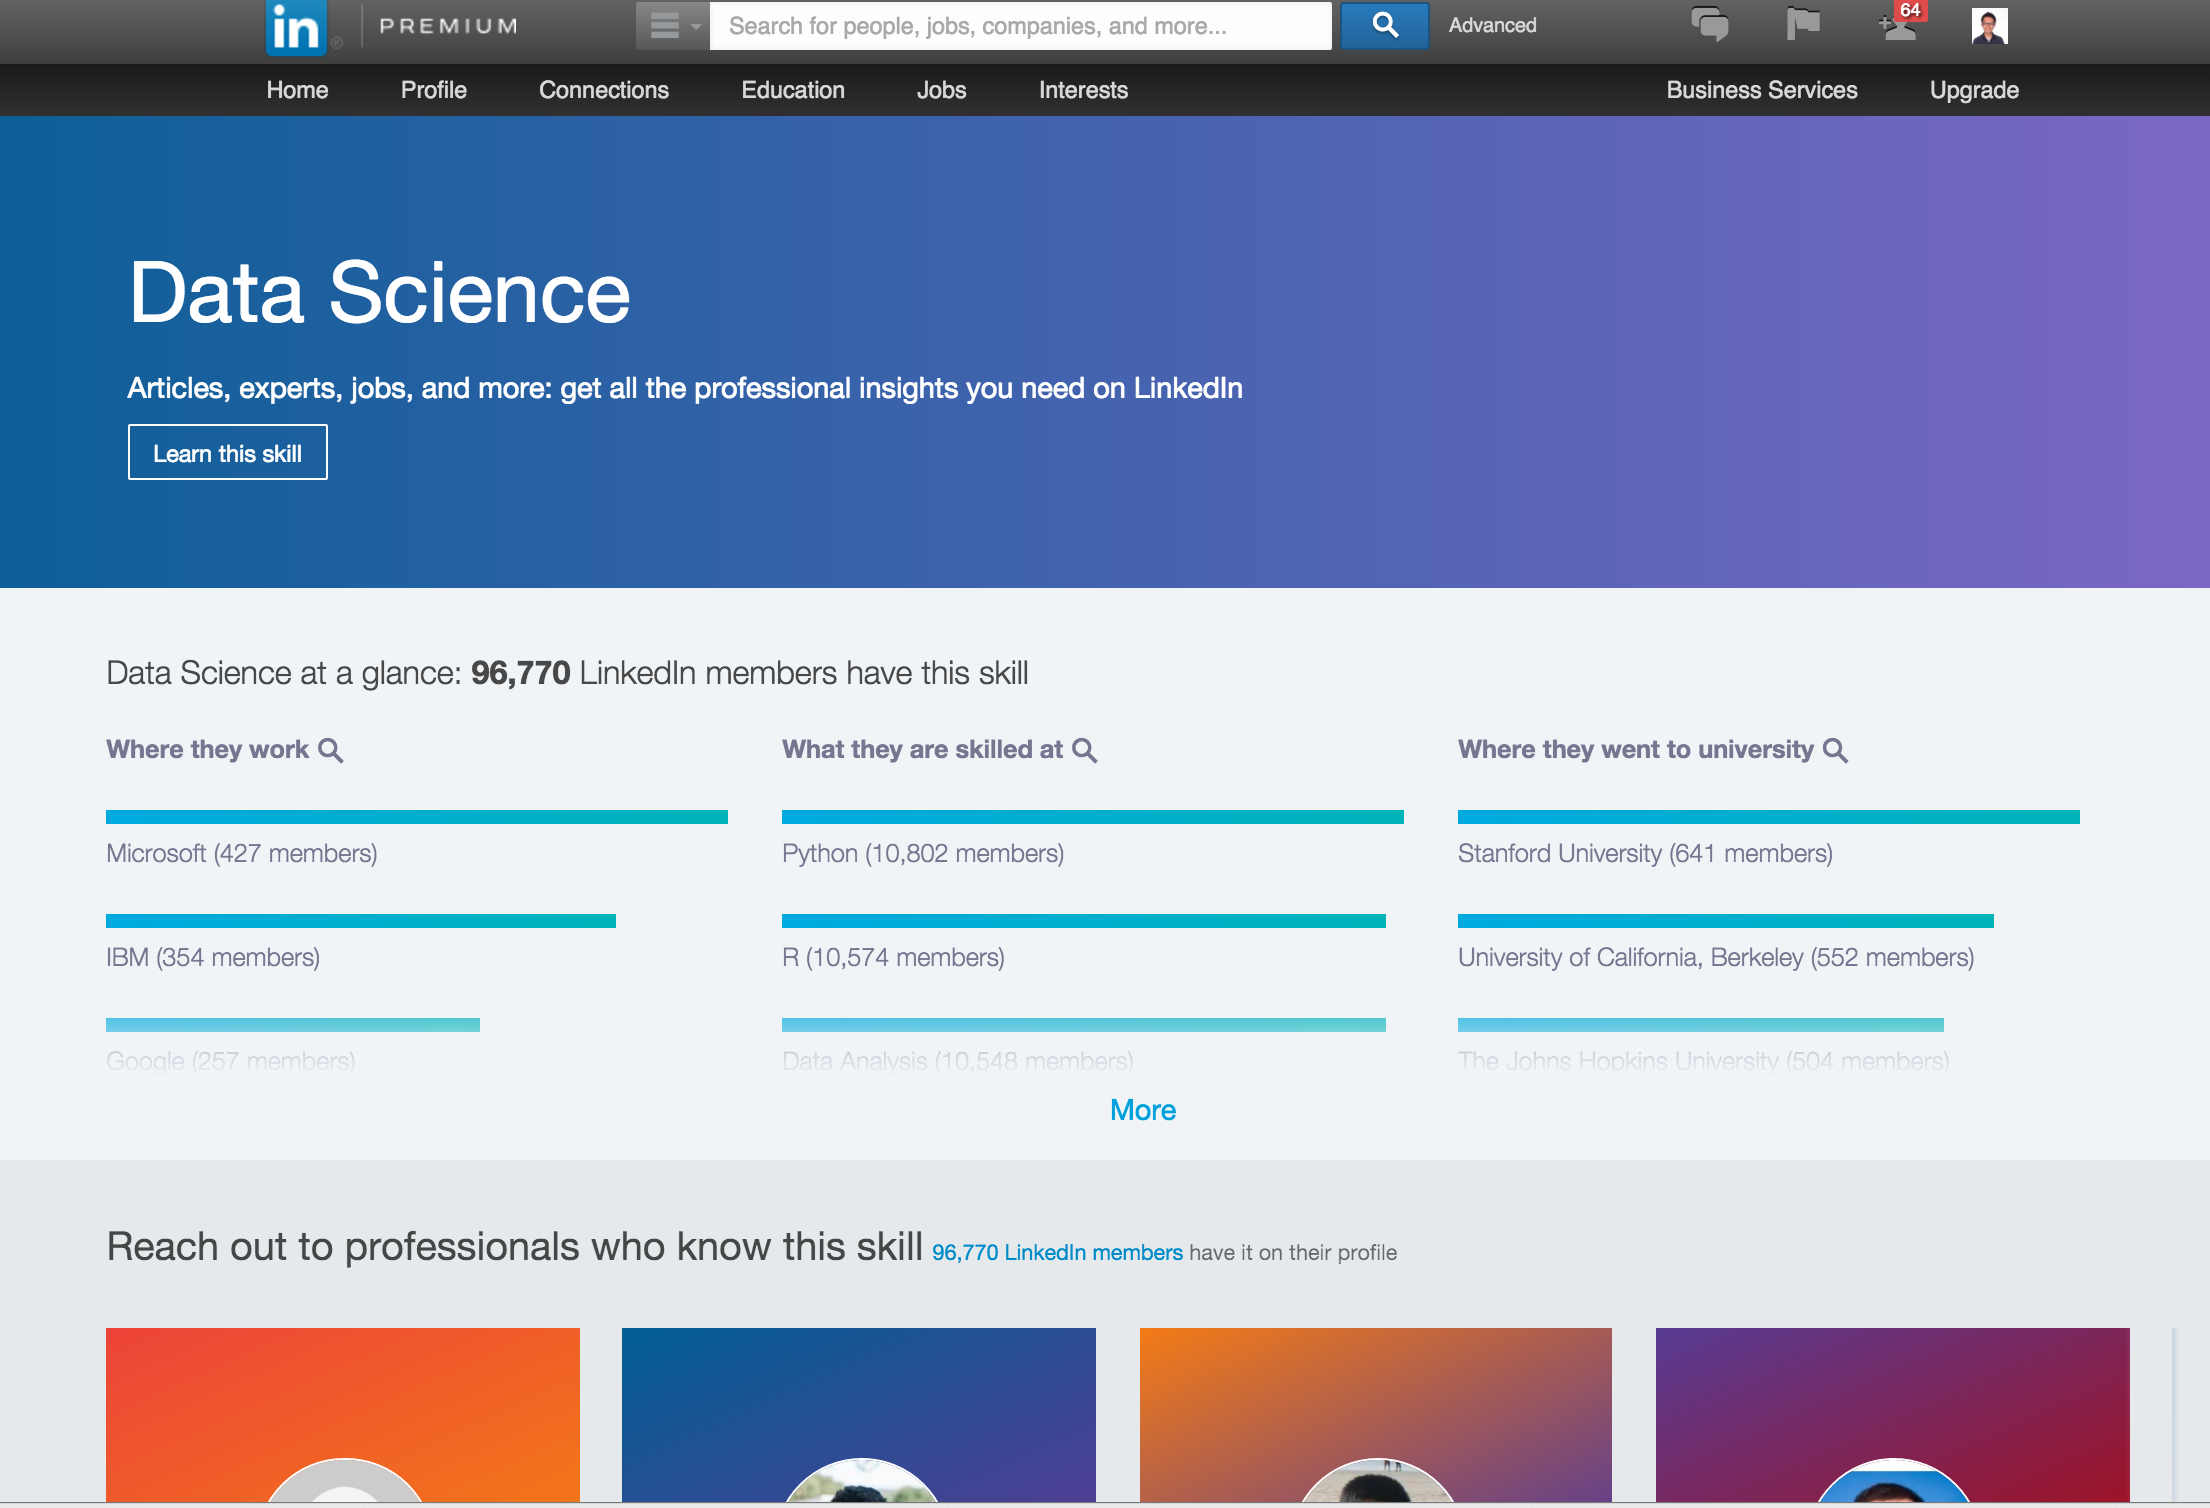 in PREMIUM Search for people, jobs, companies, and more... Advanced 64
Home Profile Connections Education Jobs Interests Business Services Upgrade
Data Science
Articles, experts, jobs, and more: get all the professional insights you need on LinkedIn
Learn this skill
Data Science at a glance: 96,770 LinkedIn members have this skill
Where they work What they are skilled at Where they went to university
Microsoft (427 members) Python (10,802 members) Stanford University (641 members)
IBM (354 members) R (10,574 members) University of California, Berkeley (552 members)
Google (257 members) Data Analysis (10,548 members) The Johns Hopkins University (504 members)
More
Reach out to professionals who know this skill 96,770 LinkedIn members have it on their profile